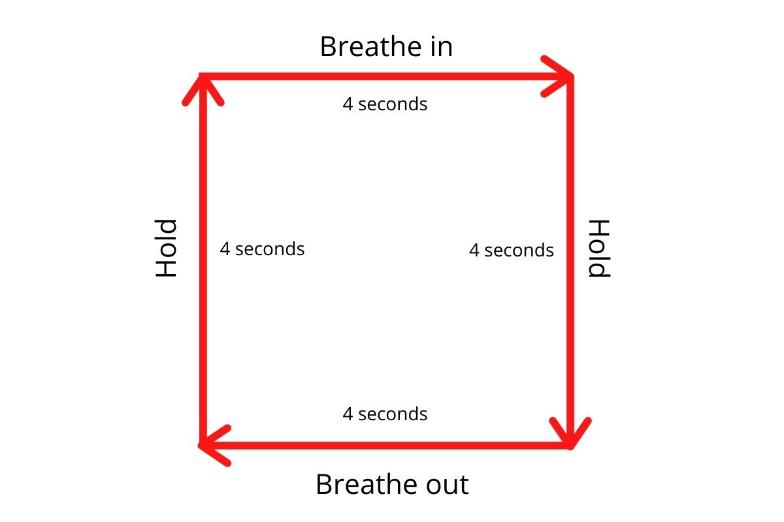 Breathe in
4 seconds
Hold
4 seconds
4 seconds
Hold
4 seconds
Breathe out